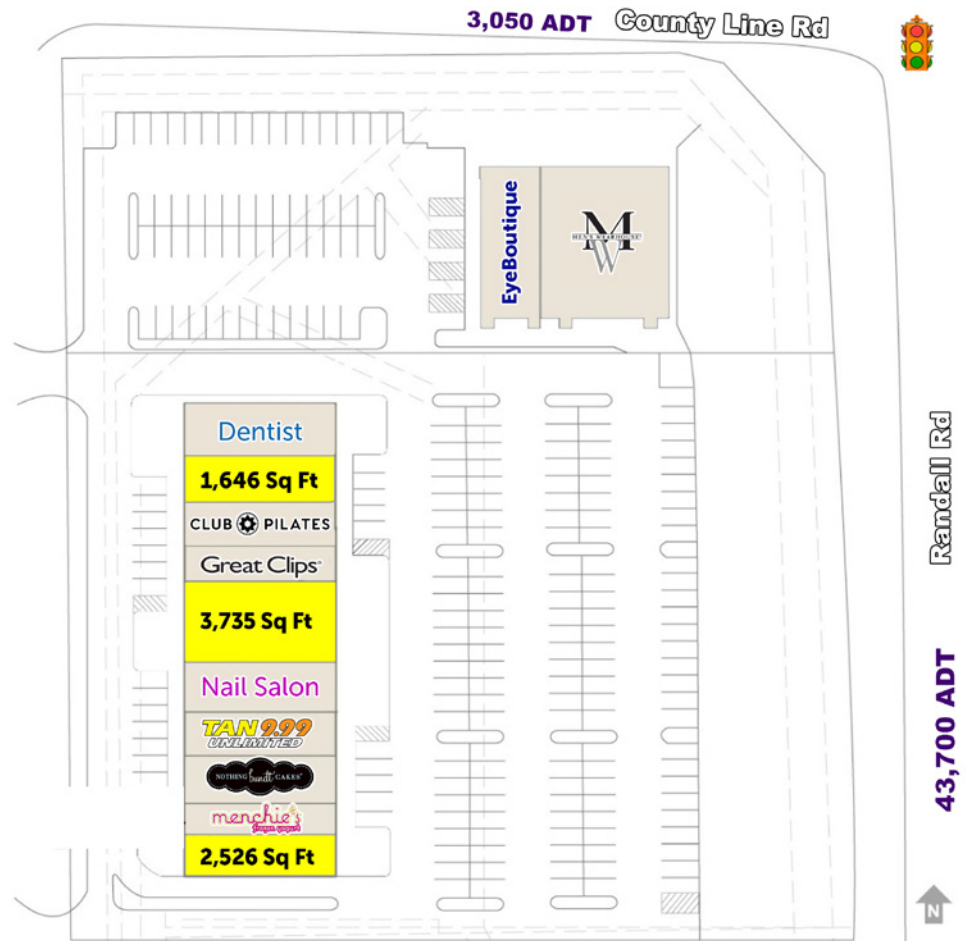 3,050 ADT County Line Rd
EyeBoutique
M
MEN'S WEARHOUSE
W
Dentist
1,646 Sq Ft
CLUB PILATES
Great Clips
3,735 Sq Ft
Nail Salon
TAN 9.99
UNLIMITED
NOTHING bundt CAKES
menchie's
frozen yogurt
2,526 Sq Ft
Randall Rd
43,700 ADT
N